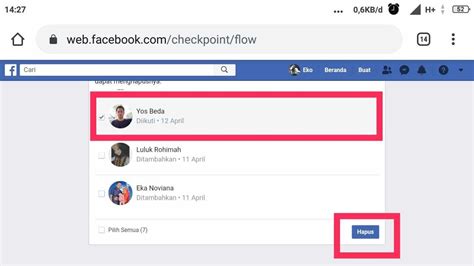 14:27
... 0,6KB/d H+ 62
web.facebook.com/checkpoint/flow
14
f Cari Eko Beranda Buat
dapat menghapusnya.
Yos Beda
Diikuti • 12 April
Luluk Rohimah
Ditambahkan • 11 April
Eka Noviana
Ditambahkan • 11 April
Pilih Semua (7)
Hapus